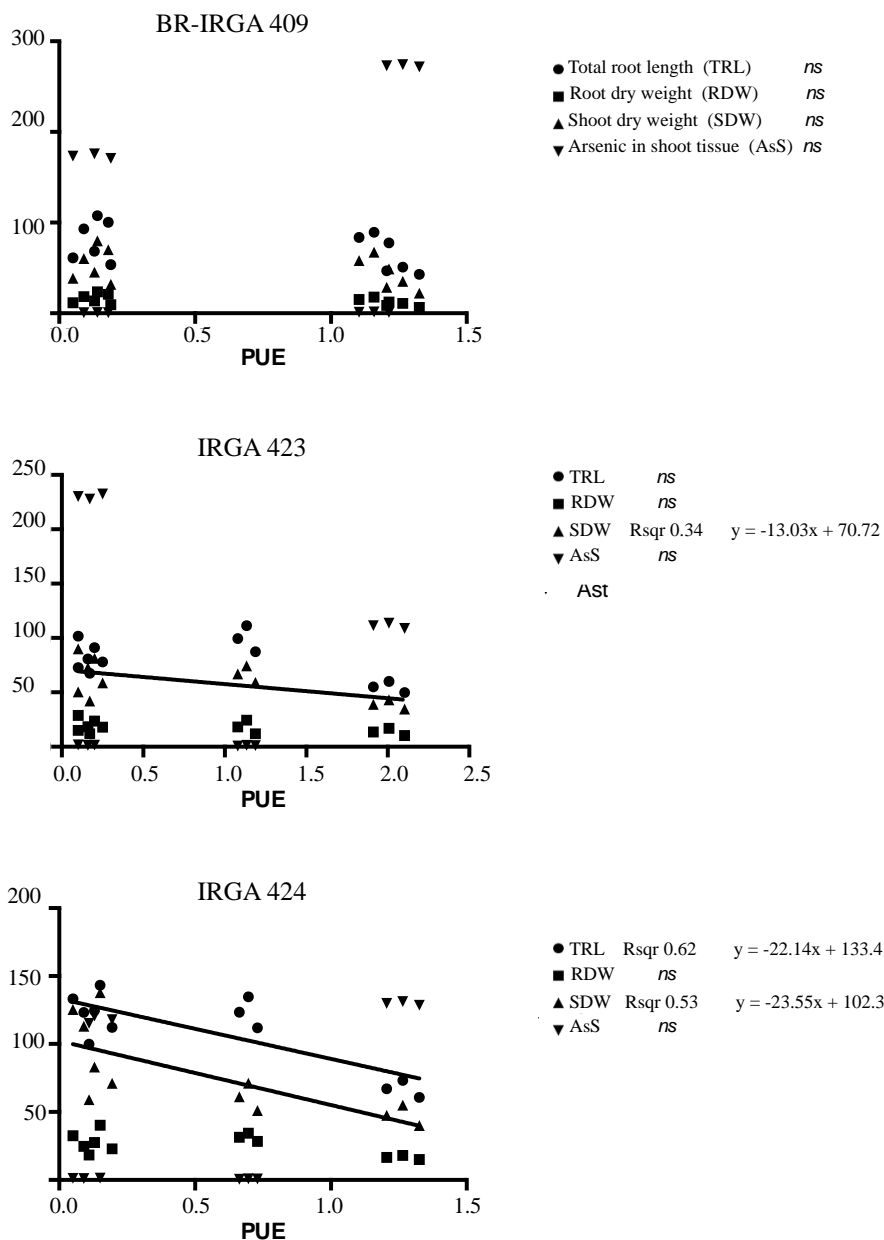 BR-IRGA 409
300
200
100
0.0 0.5 1.0 1.5
PUE
Total root length (TRL) ns
Root dry weight (RDW) ns
Shoot dry weight (SDW) ns
Arsenic in shoot tissue (AsS) ns
IRGA 423
250
200
150
100
50
0.0 0.5 1.0 1.5 2.0 2.5
PUE
TRL ns
RDW ns
SDW Rsqr 0.34 y = -13.03x + 70.72
AsS ns
Ast
IRGA 424
200
150
100
50
0.0 0.5 1.0 1.5
PUE
TRL Rsqr 0.62 y = -22.14x + 133.4
RDW ns
SDW Rsqr 0.53 y = -23.55x + 102.3
AsS ns